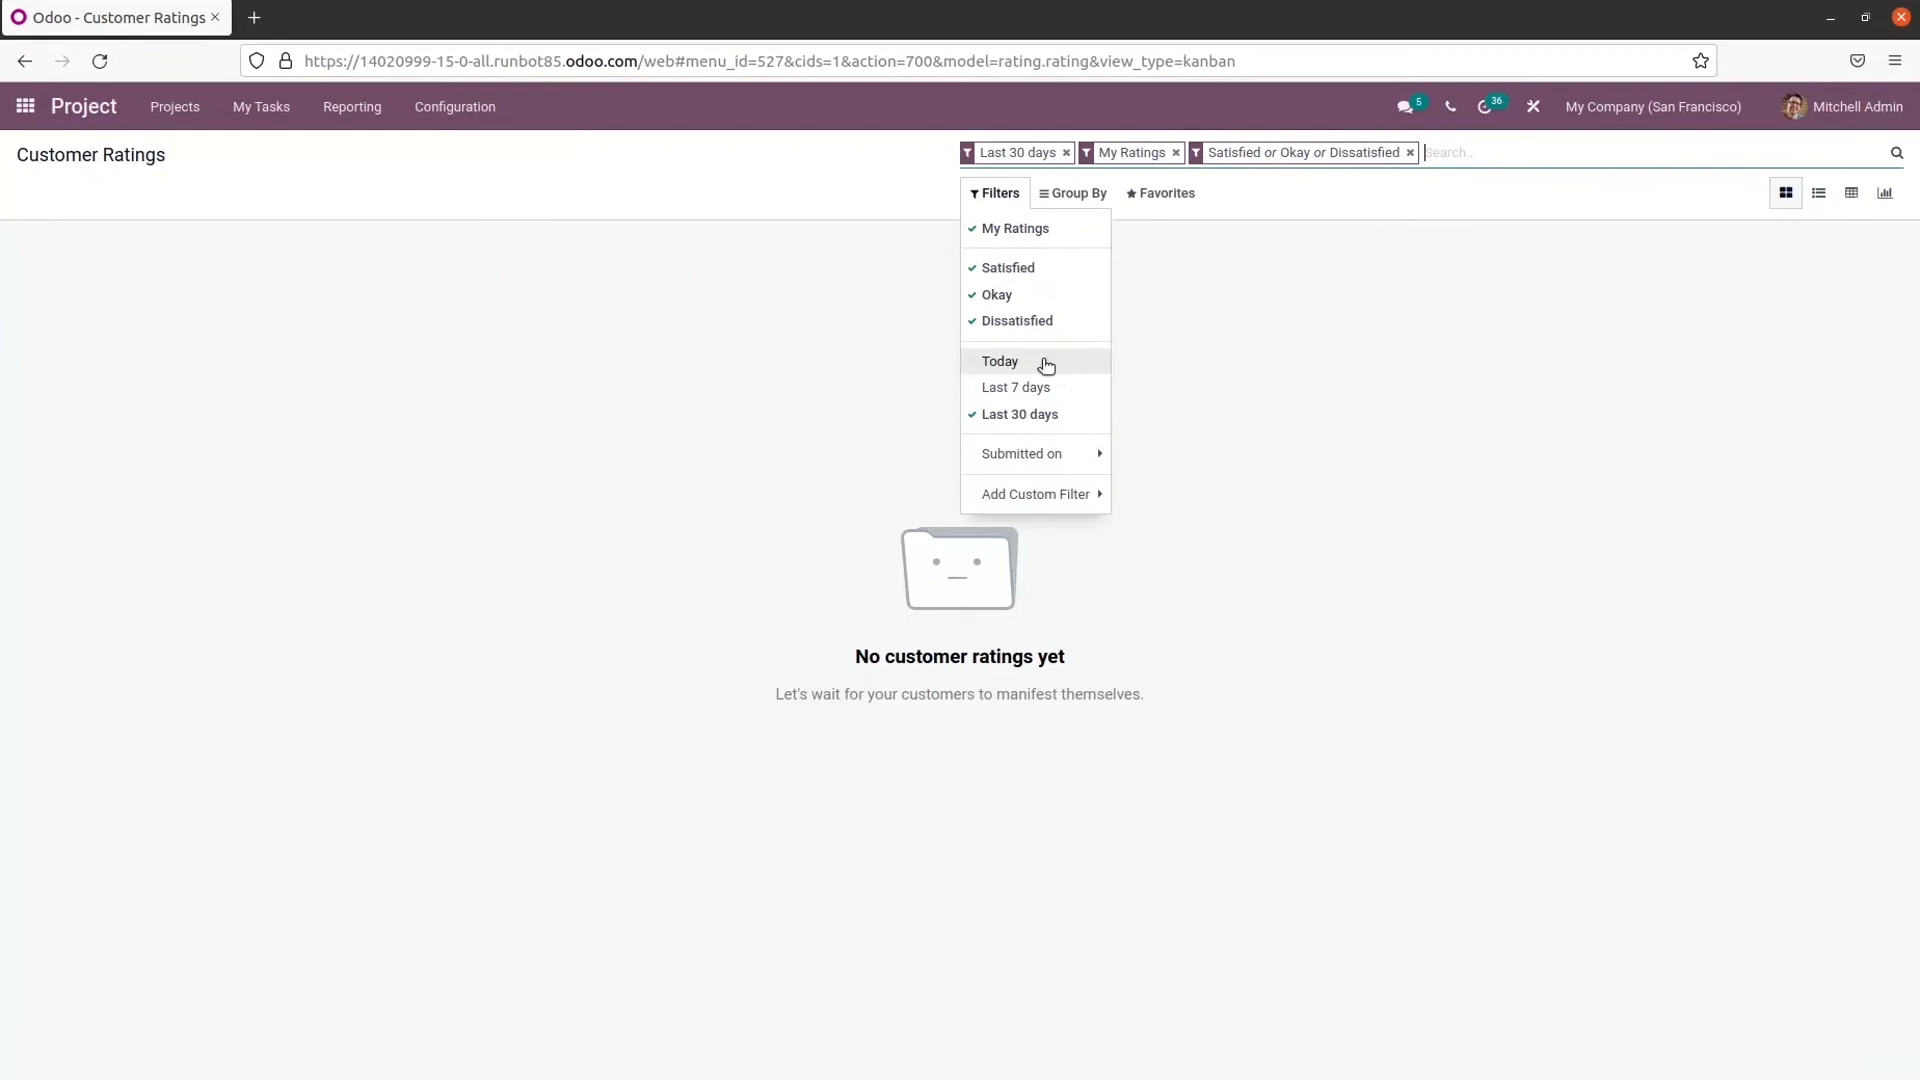 Odoo - Customer Ratings
https://14020999-15-0-all.runbot85.odoo.com/web#menu_id=527&cids=1&action=700&model=rating.rating&view_type=kanban
Project Projects My Tasks Reporting Configuration 5 36 My Company (San Francisco) Mitchell Admin
Customer Ratings Last 30 days My Ratings Satisfied or Okay or Dissatisfied Search...
Filters Group By Favorites
My Ratings
Satisfied
Okay
Dissatisfied
Today
Last 7 days
Last 30 days
Submitted on
Add Custom Filter
No customer ratings yet
Let's wait for your customers to manifest themselves.